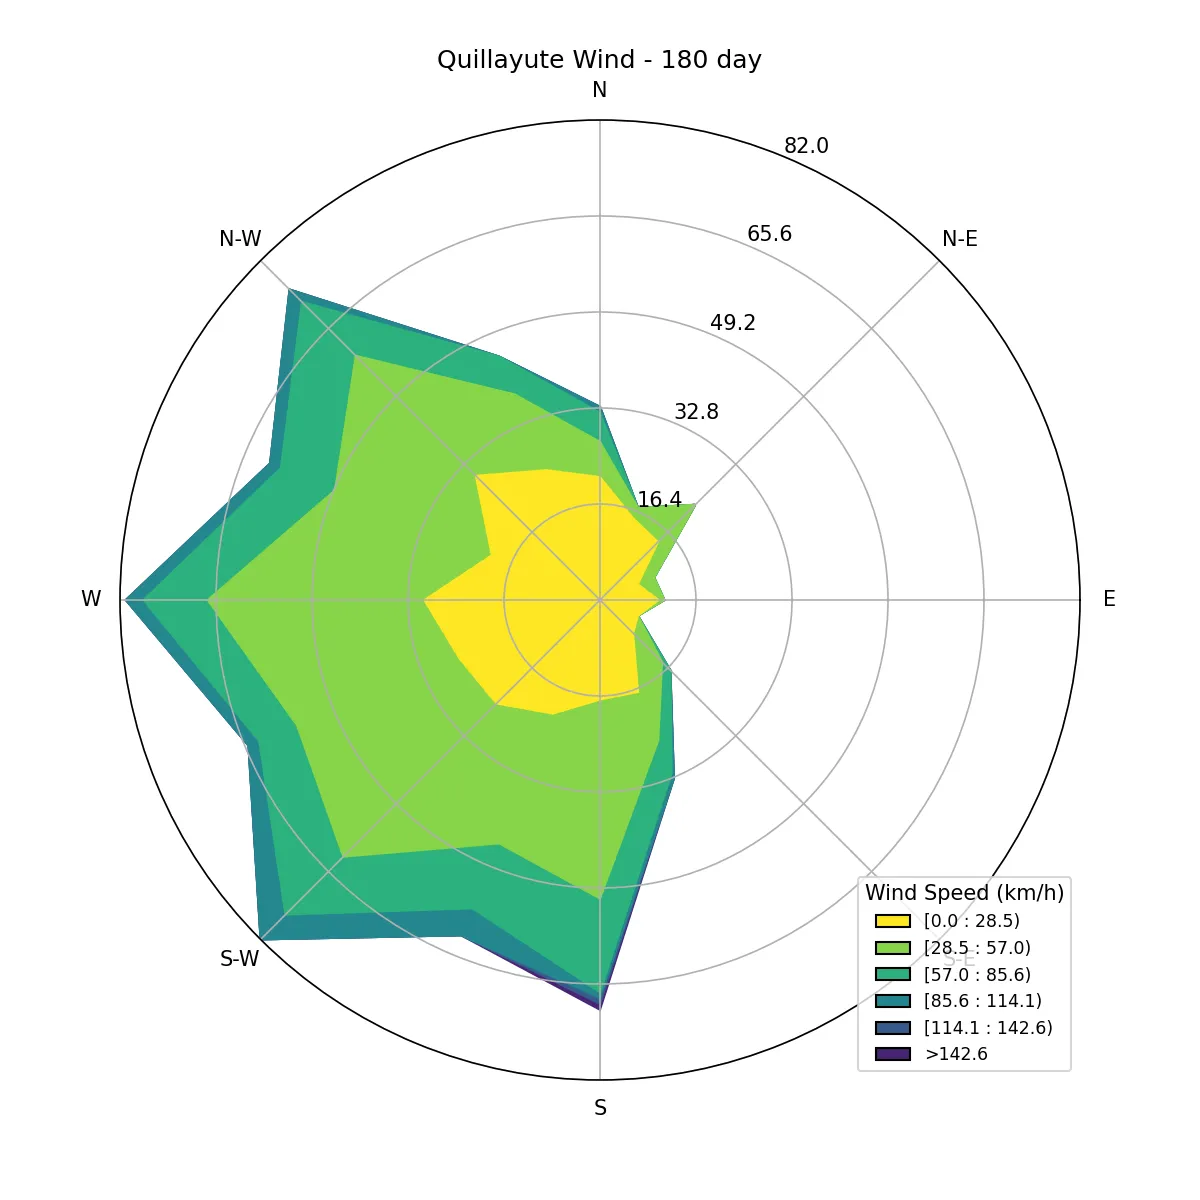 Quillayute Wind - 180 day
N
82.0
N-W
65.6
N-E
49.2
32.8
16.4
W
E
S-W
S-E
S
Wind Speed (km/h)
[0.0 : 28.5)
[28.5 : 57.0)
[57.0 : 85.6)
[85.6 : 114.1)
[114.1 : 142.6)
>142.6